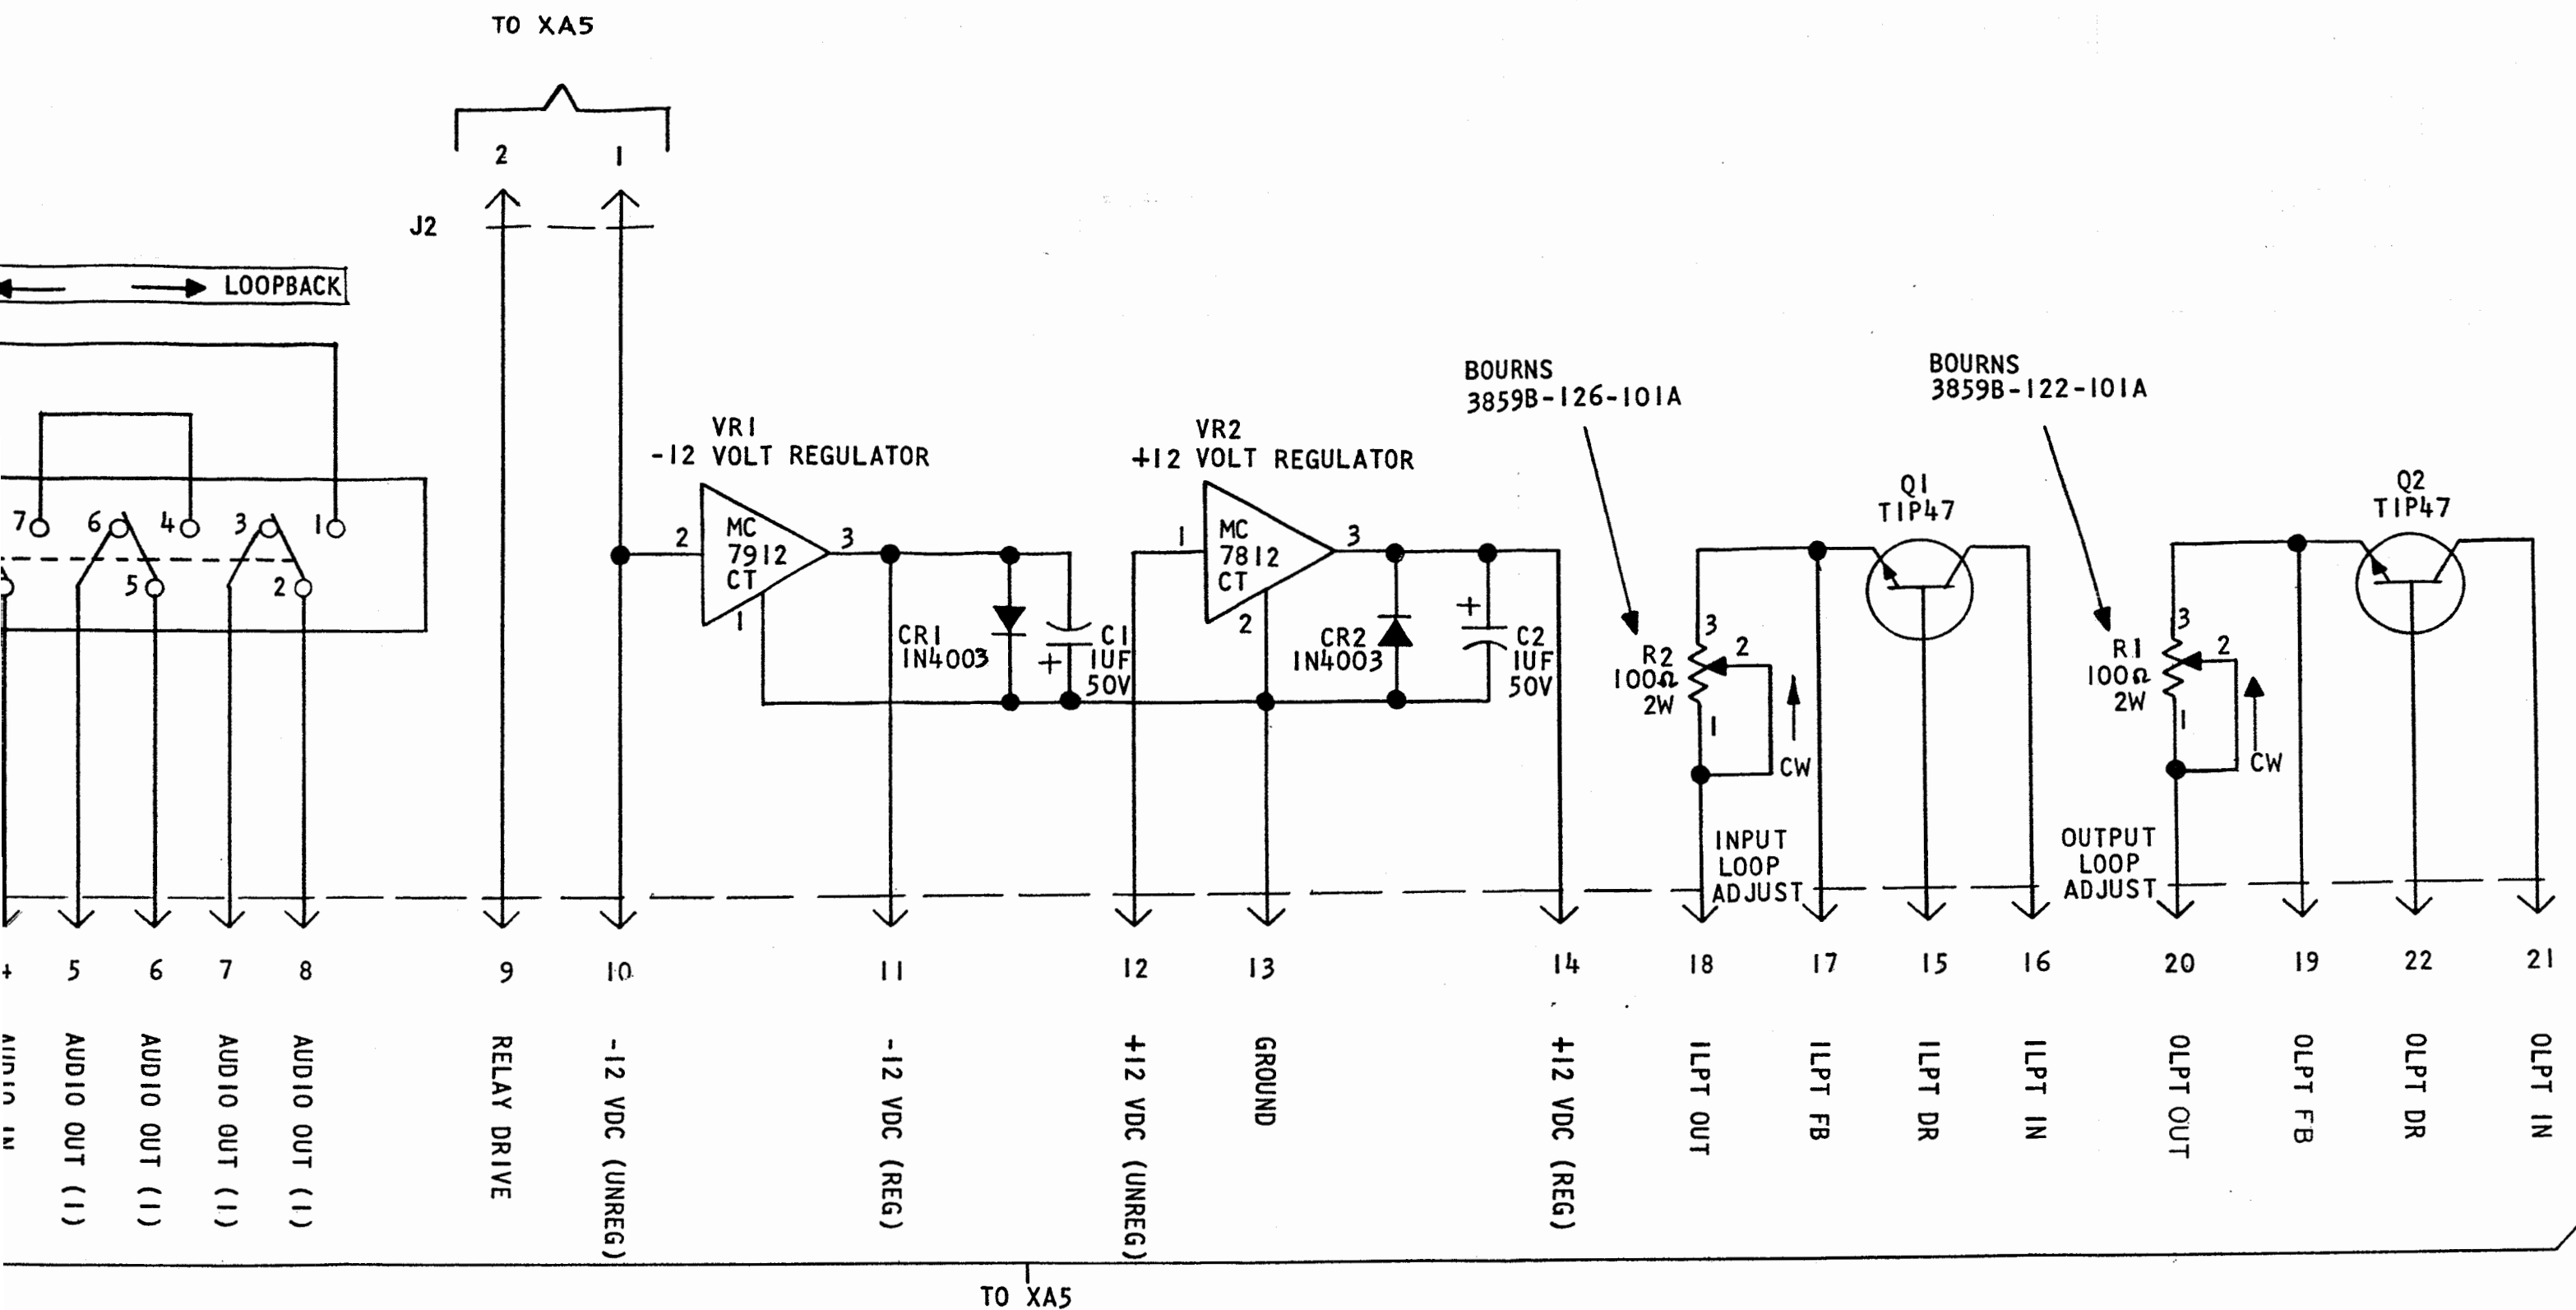 TO XA5
2 1
J2
LOOPBACK
7 6 4 3 1
5 2
VR1
-12 VOLT REGULATOR
MC
7912
CT
2
3
1
CR1
1N4003
C1
1UF
50V
+
VR2
+12 VOLT REGULATOR
MC
7812
CT
1
3
2
CR2
1N4003
+
C2
1UF
50V
BOURNS
3859B-126-101A
R2
100Ω
2W
3
2
1
CW
INPUT
LOOP
ADJUST
Q1
TIP47
BOURNS
3859B-122-101A
R1
100Ω
2W
3
2
1
CW
OUTPUT
LOOP
ADJUST
Q2
TIP47
5 6 7 8 9 10 11 12 13 14 18 17 15 16 20 19 22 21
AUDIO IN
AUDIO OUT (1)
AUDIO OUT (1)
AUDIO OUT (1)
AUDIO OUT (1)
RELAY DRIVE
-12 VDC (UNREG)
-12 VDC (REG)
+12 VDC (UNREG)
GROUND
+12 VDC (REG)
ILPT OUT
ILPT FB
ILPT DR
ILPT IN
OLPT OUT
OLPT FB
OLPT DR
OLPT IN
TO XA5